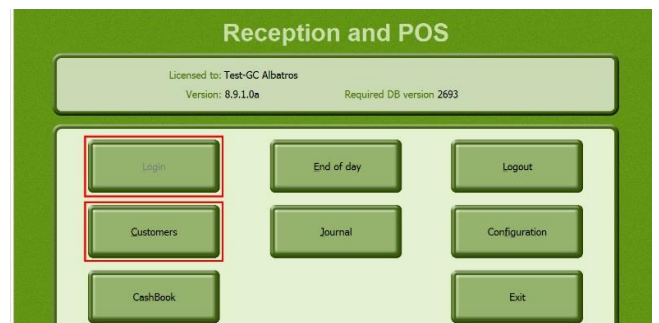 Reception and POS
Licensed to: Test-GC Albatros
Version: 8.9.1.0a Required DB version 2693
Login End of day Logout
Customers Journal Configuration
CashBook Exit